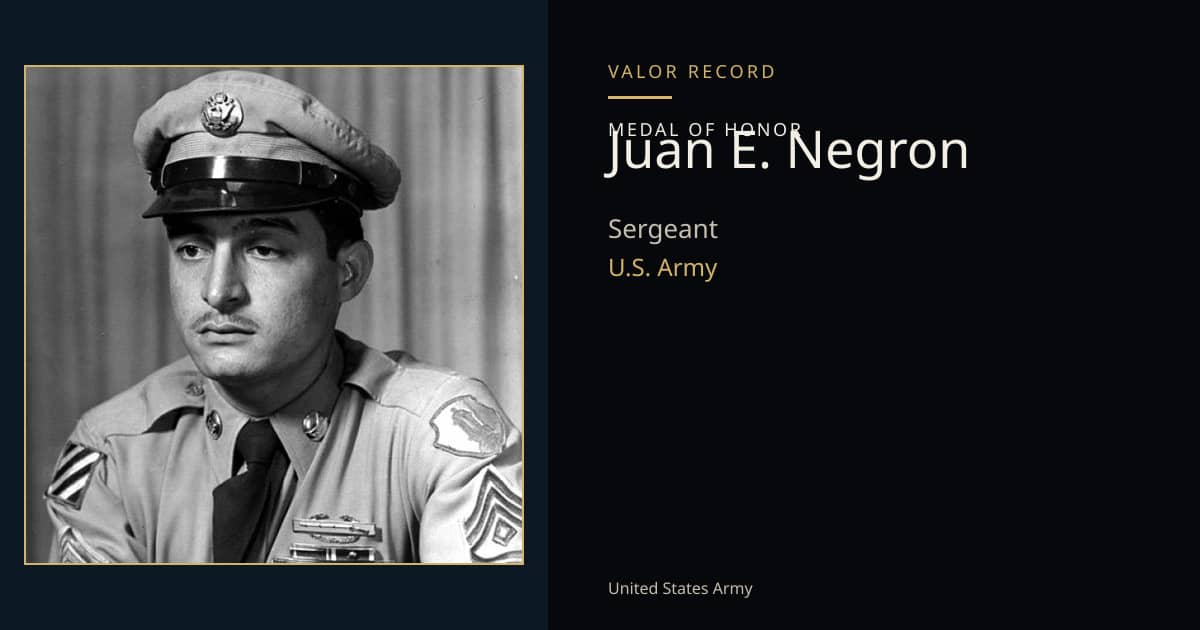 VALOR RECORD
MEDAL OF HONOR
Juan E. Negron
Sergeant
U.S. Army
United States Army